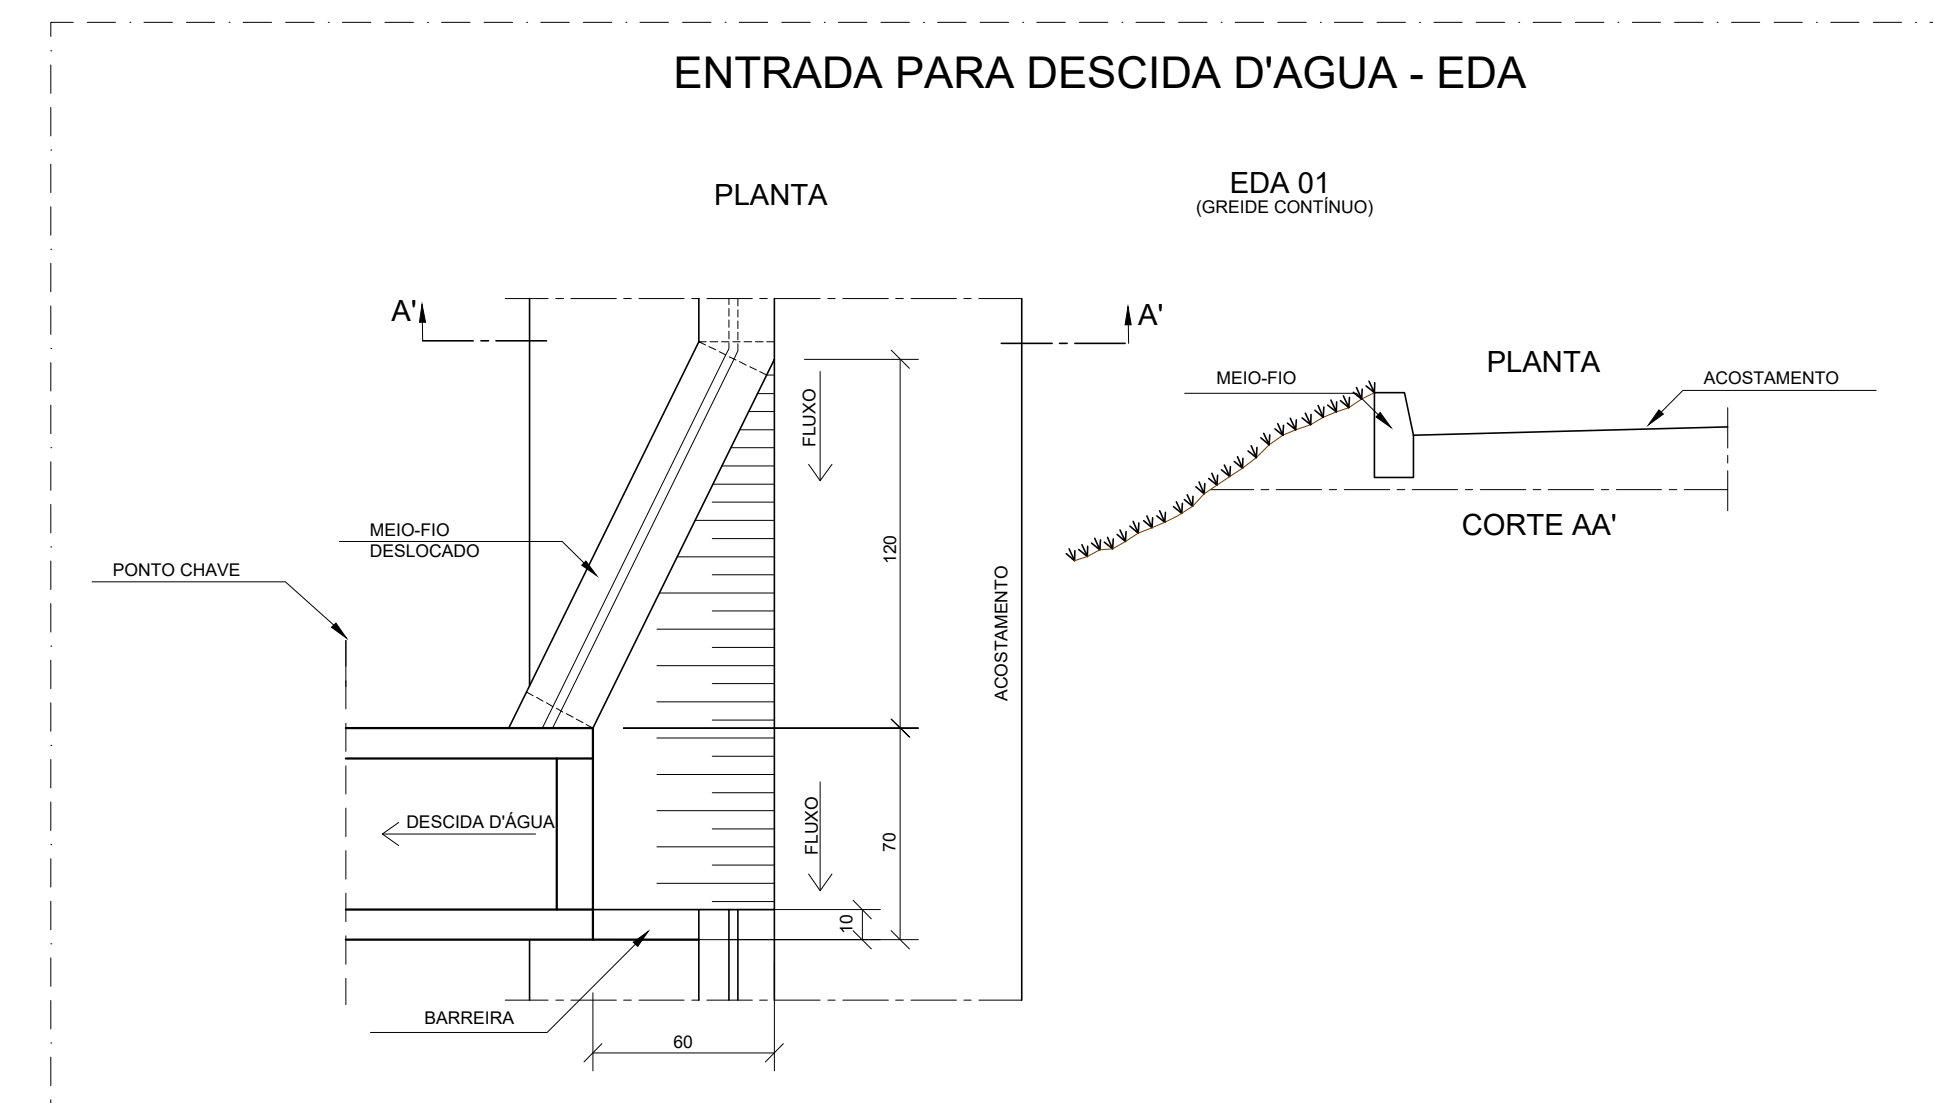 ENTRADA PARA DESCIDA D'AGUA - EDA
PLANTA
EDA 01
(GREIDE CONTÍNUO)
A'
A'
FLUXO
120
MEIO-FIO
DESLOCADO
PONTO CHAVE
ACOSTAMENTO
DESCIDA D'ÁGUA
FLUXO
70
10
BARREIRA
60
PLANTA
MEIO-FIO
ACOSTAMENTO
CORTE AA'